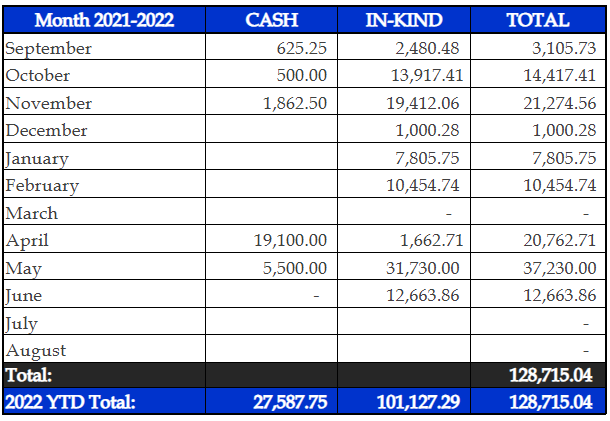 Month 2021-2022 CASH IN-KIND TOTAL
September 625.25 2,480.48 3,105.73
October 500.00 13,917.41 14,417.41
November 1,862.50 19,412.06 21,274.56
December 1,000.28 1,000.28
January 7,805.75 7,805.75
February 10,454.74 10,454.74
March - -
April 19,100.00 1,662.71 20,762.71
May 5,500.00 31,730.00 37,230.00
June - 12,663.86 12,663.86
July -
August -
Total: 128,715.04
2022 YTD Total: 27,587.75 101,127.29 128,715.04